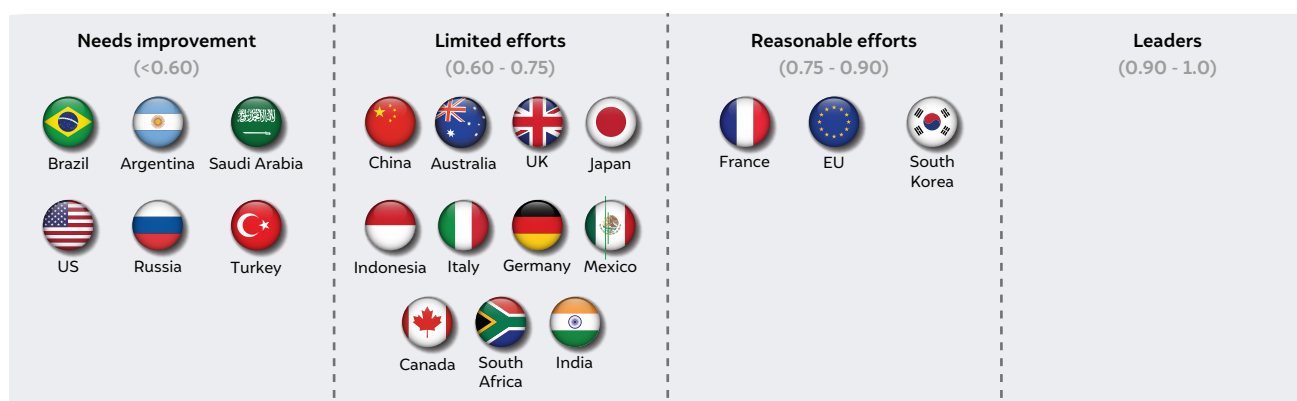 Needs improvement
(<0.60)
Brazil
Argentina
Saudi Arabia
US
Russia
Turkey
Limited efforts
(0.60 - 0.75)
China
Australia
UK
Japan
Indonesia
Italy
Germany
Mexico
Canada
South
Africa
India
Reasonable efforts
(0.75 - 0.90)
France
EU
South
Korea
Leaders
(0.90 - 1.0)